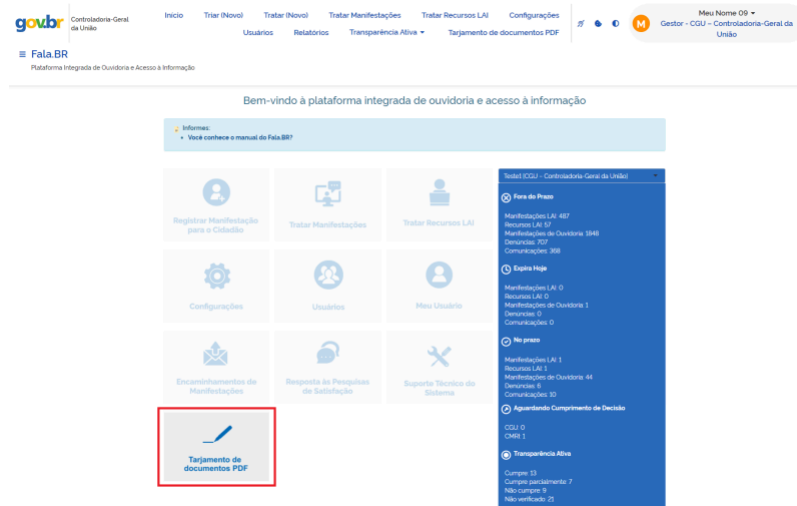 gov.br
Controladoria-Geral
da União
Início Triar (Novo) Tratar (Novo) Tratar Manifestações Tratar Recursos LAI Configurações
Usuários Relatórios Transparência Ativa Tarjamento de documentos PDF
M
Meu Nome 09
Gestor - CGU – Controladoria-Geral da
União
Fala.BR
Plataforma Integrada de Ouvidoria e Acesso à Informação
Bem-vindo à plataforma integrada de ouvidoria e acesso à informação
Informes:
Você conhece o manual do Fala.BR?
Registrar Manifestação
para o Cidadão
Tratar Manifestações
Tratar Recursos LAI
Configurações
Usuários
Meu Usuário
Encaminhamentos de
Manifestações
Resposta às Pesquisas
de Satisfação
Suporte Técnico do
Sistema
Tarjamento de
documentos PDF
Teste1 [CGU - Controladoria-Geral da União]
Fora do Prazo
Manifestações LAI: 487
Recursos LAI: 57
Manifestações de Ouvidoria: 1848
Denúncias: 707
Comunicações: 368
Expira Hoje
Manifestações LAI: 0
Recursos LAI: 0
Manifestações de Ouvidoria: 1
Denúncias: 0
Comunicações: 0
No prazo
Manifestações LAI: 1
Recursos LAI: 1
Manifestações de Ouvidoria: 44
Denúncias: 6
Comunicações: 10
Aguardando Cumprimento de Decisão
CGU: 0
CMRI: 1
Transparência Ativa
Cumpre: 13
Cumpre parcialmente: 7
Não cumpre: 9
Não verificado: 21